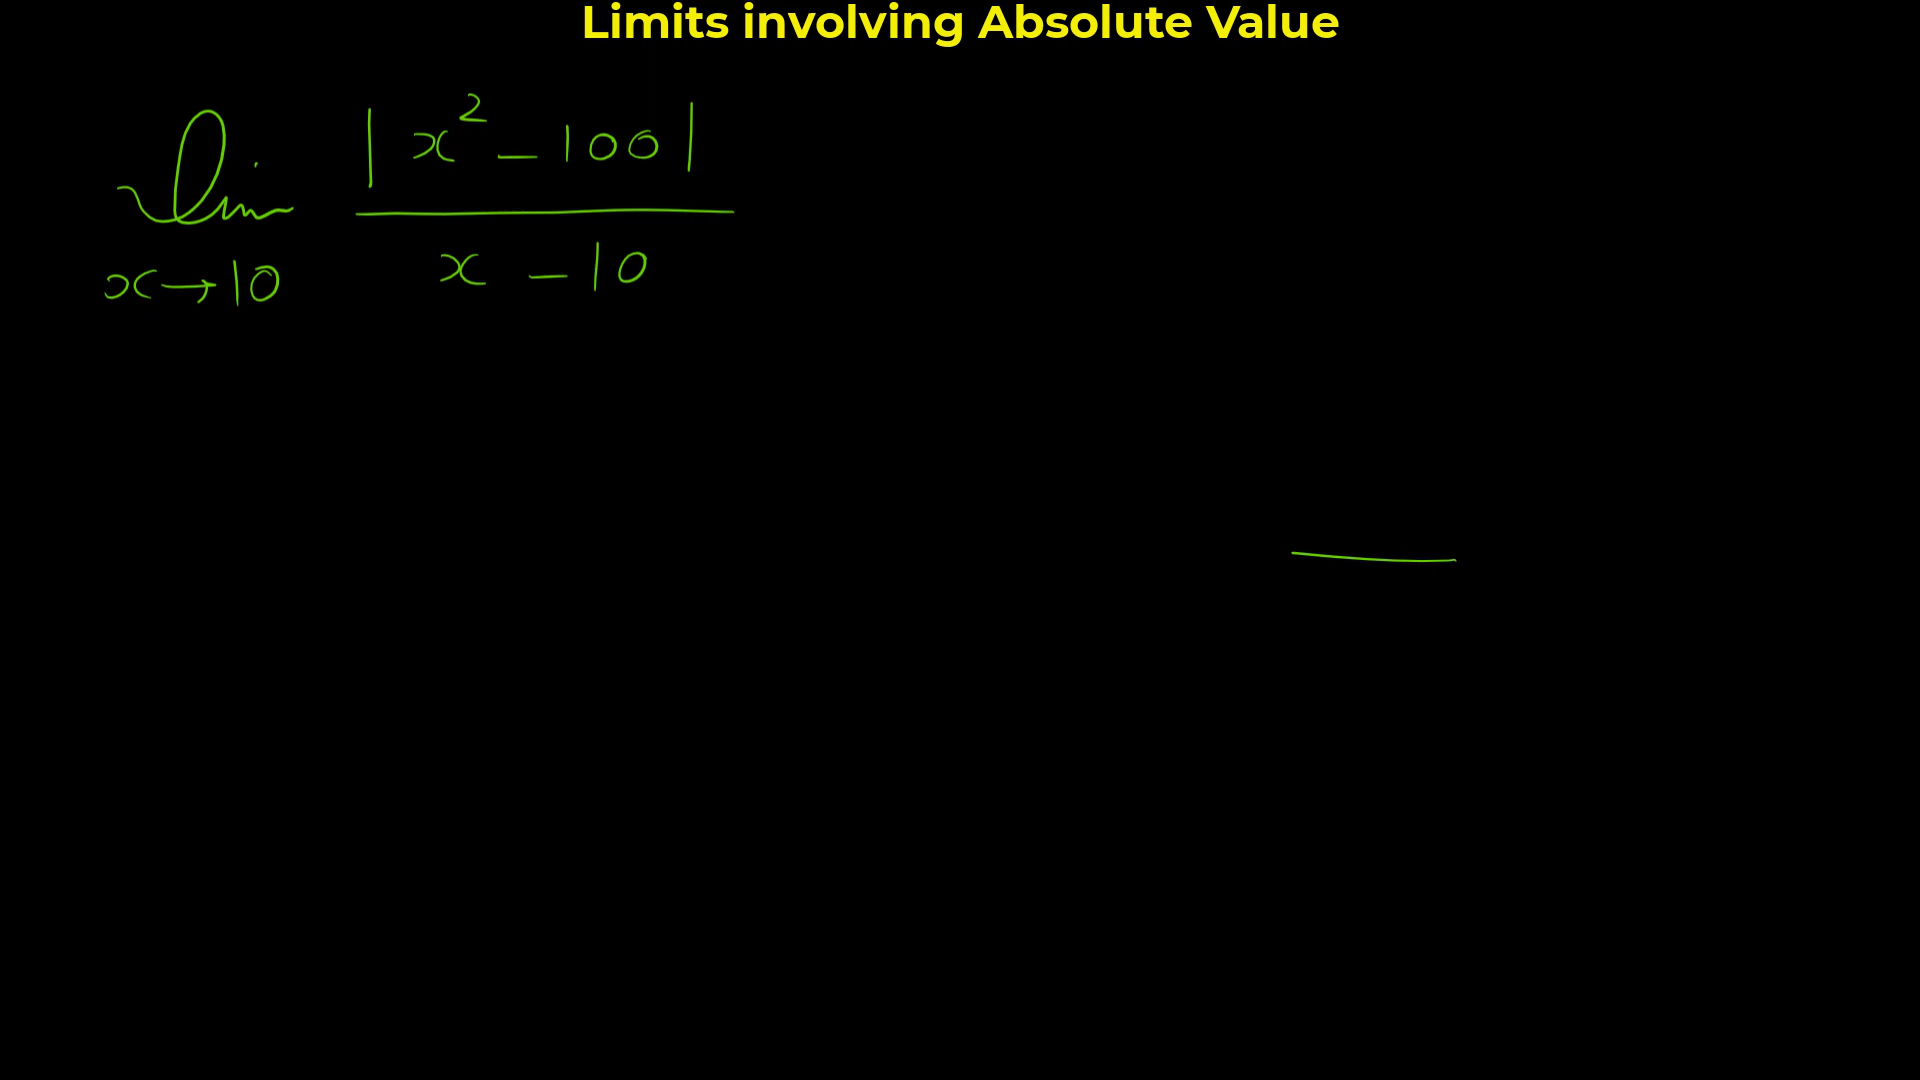 Limits involving Absolute Value
lim |x² - 100|
x→10 x - 10